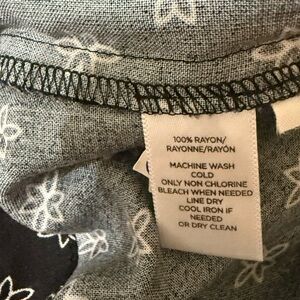 100% RAYON/
RAYONNE/RAYÓN
MACHINE WASH
COLD
ONLY NON CHLORINE
BLEACH WHEN NEEDED
LINE DRY
COOL IRON IF
NEEDED
OR DRY CLEAN